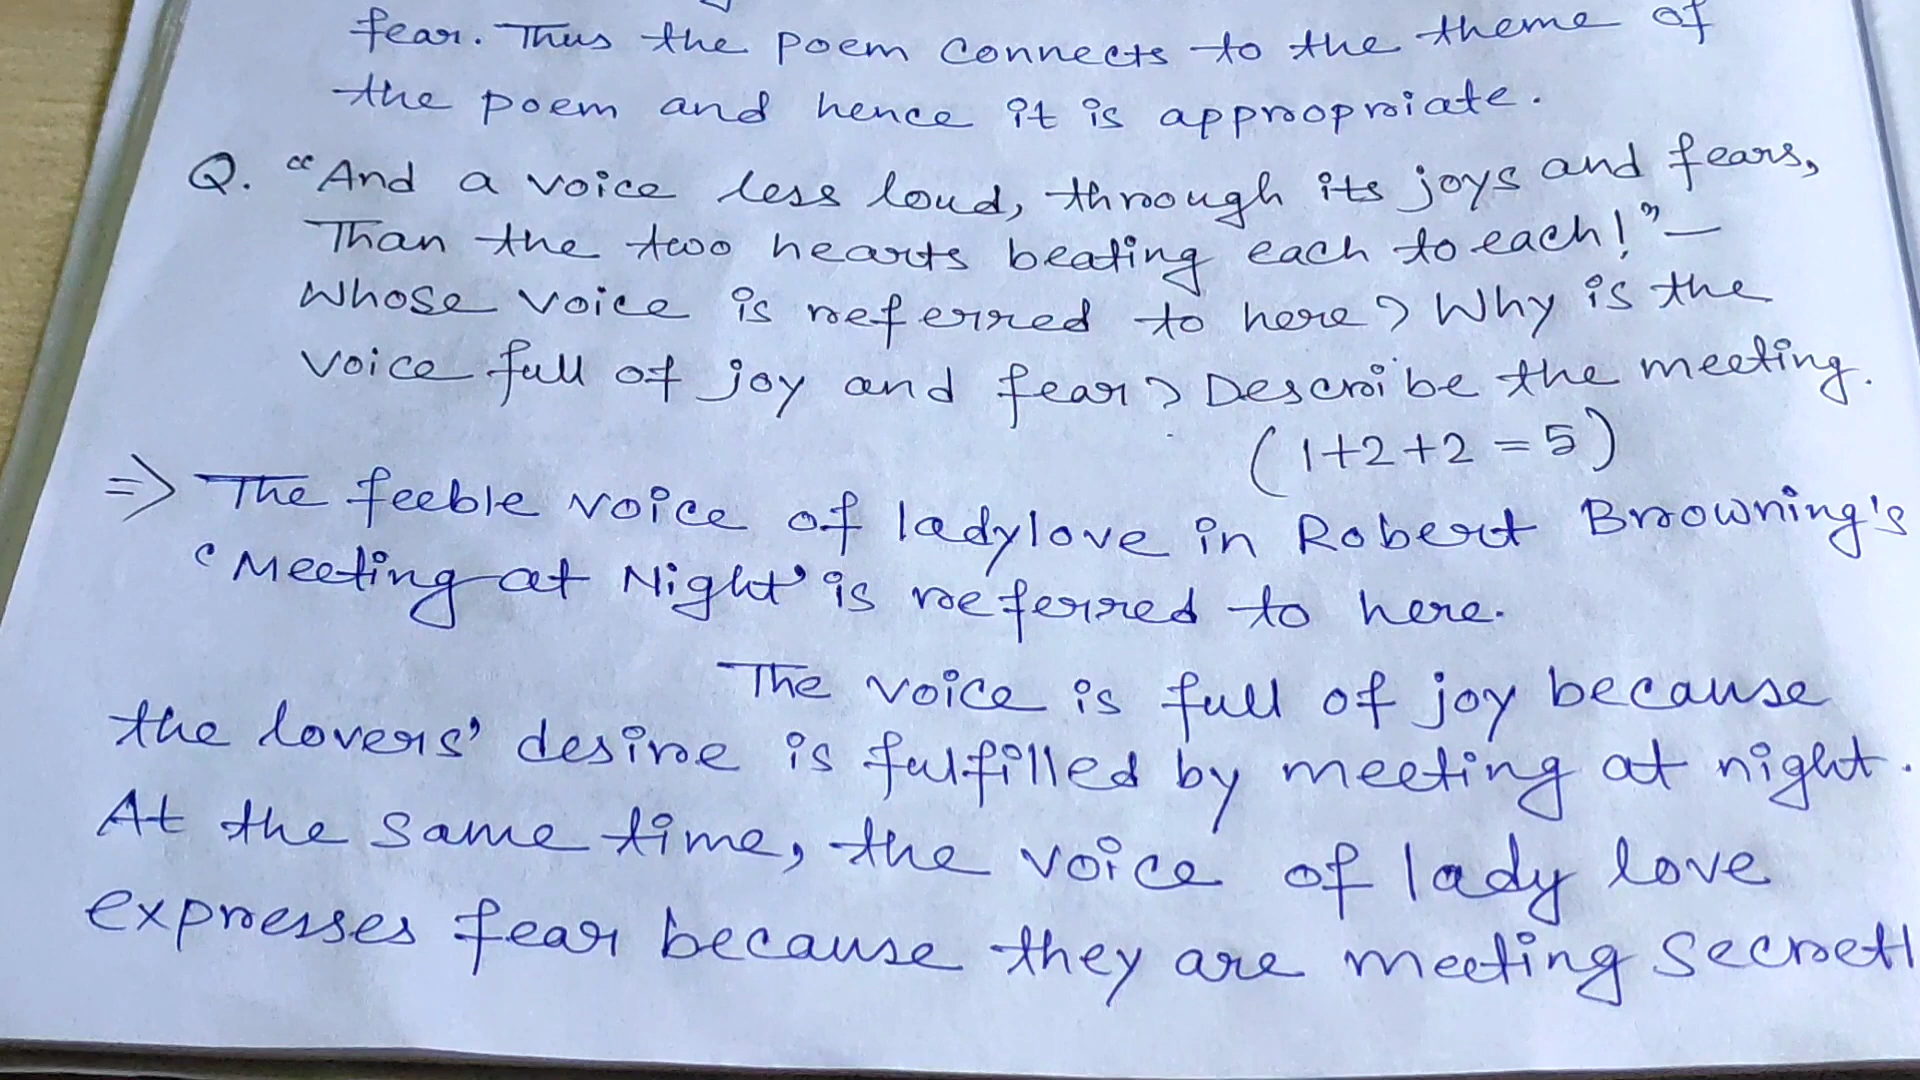 fear. Thus the poem connects to the theme of
the poem and hence it is appropriate.
Q. "And a voice less loud, through its joys and fears,
Than the two hearts beating each to each!" —
Whose voice is referred to here? Why is the
voice full of joy and fear? Describe the meeting.
(1+2+2=5)
=> The feeble voice of ladylove in Robert Browning's
'Meeting at Night' is referred to here.
The voice is full of joy because
the lovers' desire is fulfilled by meeting at night.
At the same time, the voice of lady love
expresses fear because they are meeting secretl